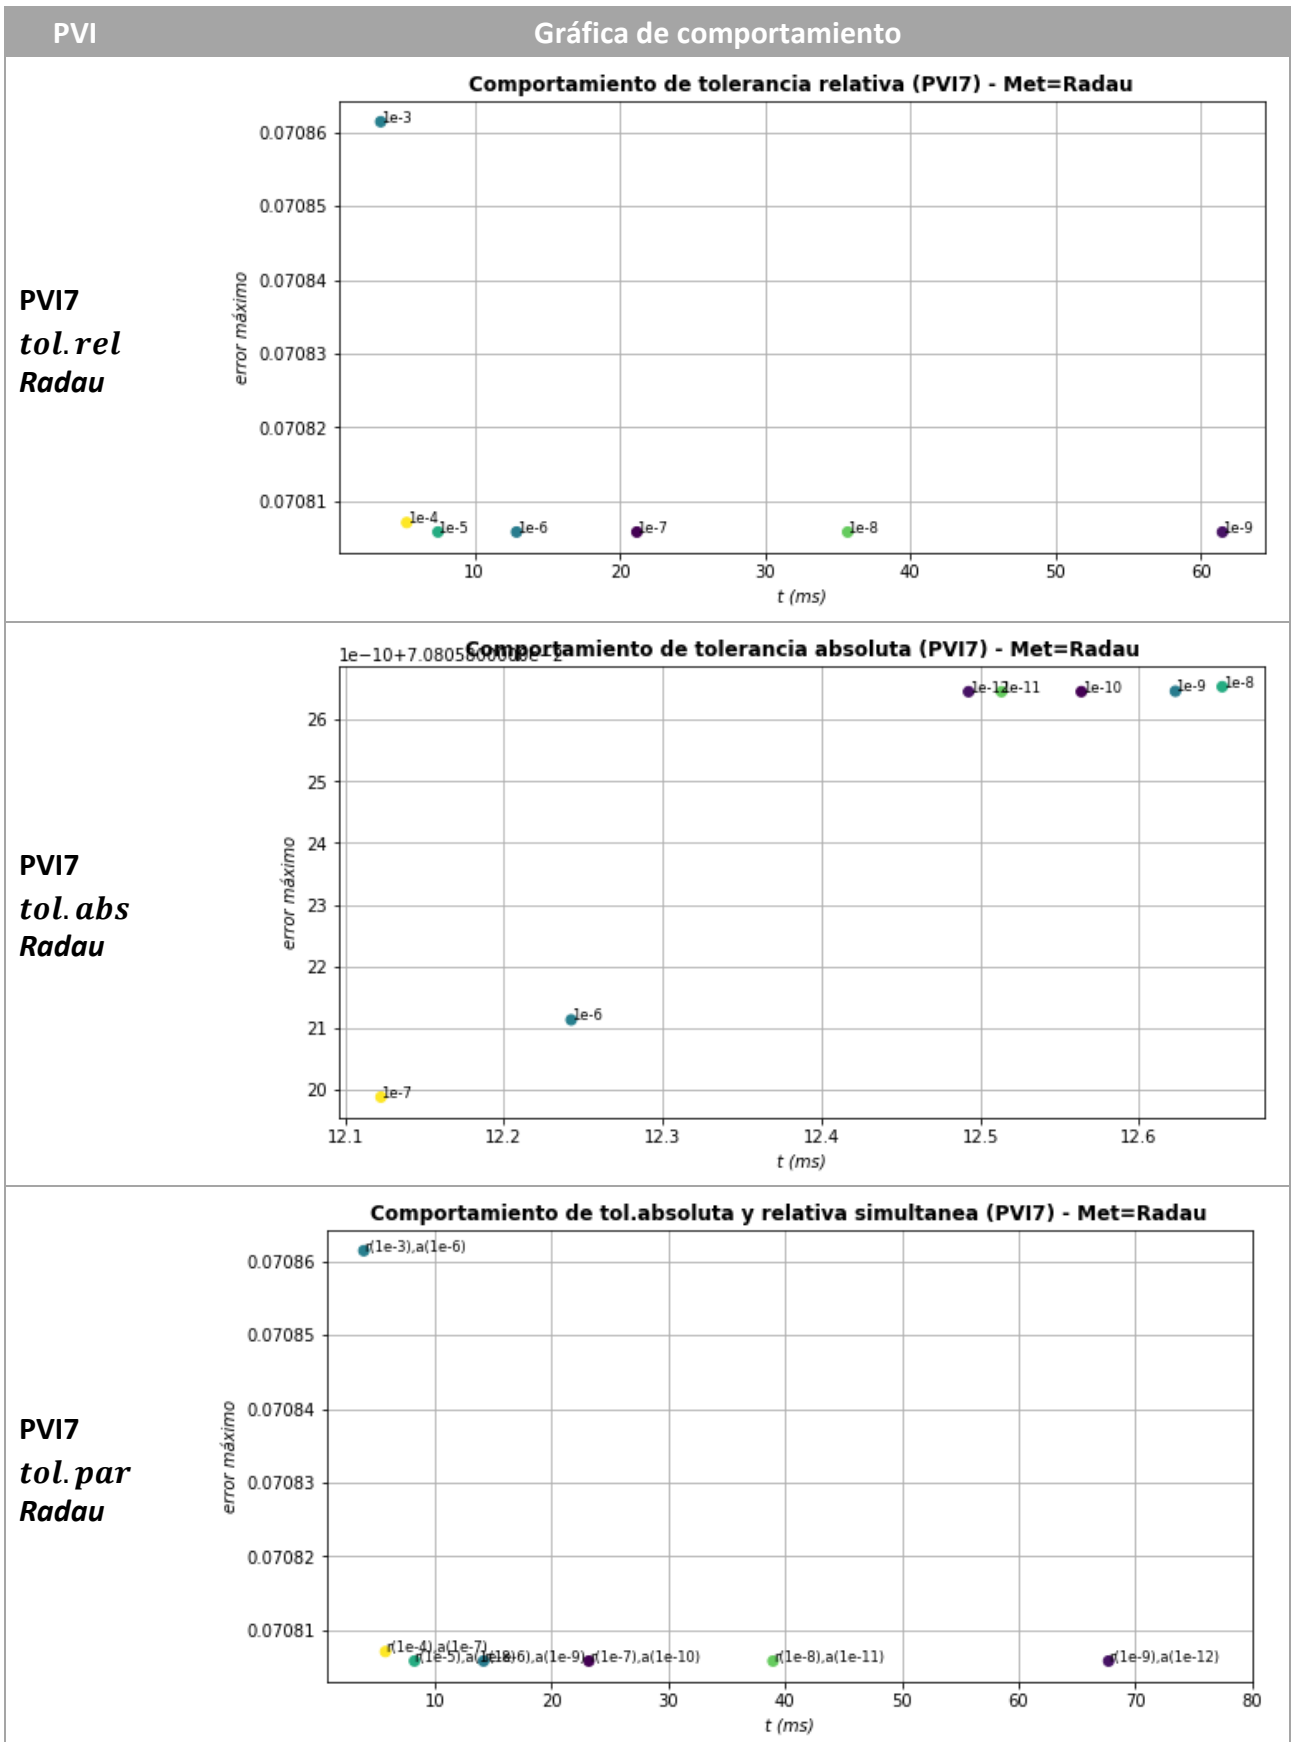 PVI
Gráfica de comportamiento
PVI7
tol.rel
Radau
Comportamiento de tolerancia relativa (PVI7) - Met=Radau
error máximo
0.07086
0.07085
0.07084
0.07083
0.07082
0.07081
1e-3
1e-4
1e-5
1e-6
1e-7
1e-8
1e-9
10 20 30 40 50 60
t (ms)
PVI7
tol.abs
Radau
Comportamiento de tolerancia absoluta (PVI7) - Met=Radau
error máximo
26
25
24
23
22
21
20
1e-12
1e-11
1e-10
1e-9
1e-8
1e-6
1e-7
12.1 12.2 12.3 12.4 12.5 12.6
t (ms)
PVI7
tol.par
Radau
Comportamiento de tol.absoluta y relativa simultanea (PVI7) - Met=Radau
error máximo
0.07086
0.07085
0.07084
0.07083
0.07082
0.07081
r(1e-3),a(1e-6)
r(1e-4),a(1e-7)
r(1e-7),a(1e-10)
r(1e-8),a(1e-11)
r(1e-9),a(1e-12)
10 20 30 40 50 60 70 80
t (ms)